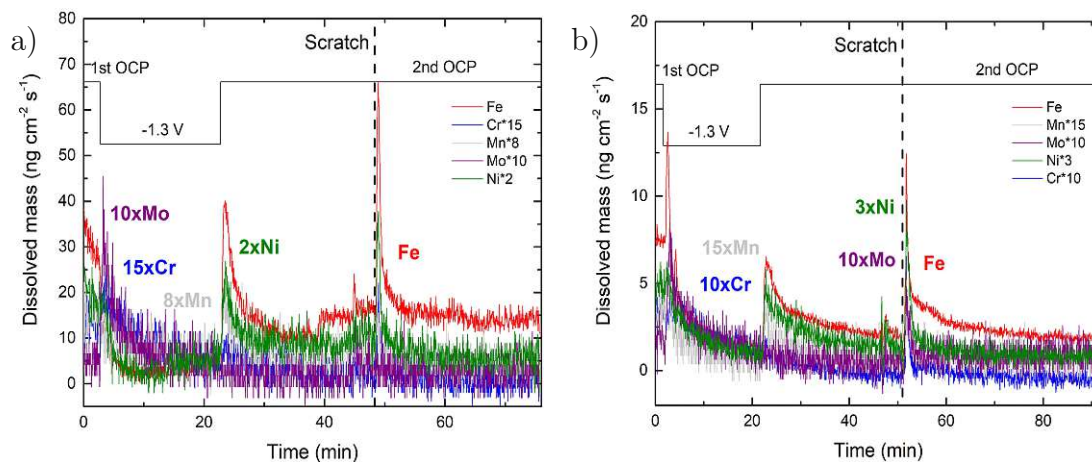 a)
Dissolved mass (ng cm⁻² s⁻¹)
80
70
60
50
40
30
20
10
0
1st OCP
-1.3 V
Scratch
2nd OCP
Fe
Cr*15
Mn*8
Mo*10
Ni*2
10xMo
15xCr
8xMn
2xNi
Fe
0
20
40
60
Time (min)
b)
Dissolved mass (ng cm⁻² s⁻¹)
20
15
10
5
0
1st OCP
-1.3 V
Scratch
2nd OCP
Fe
Mn*15
Mo*10
Ni*3
Cr*10
3xNi
15xMn
10xCr
10xMo
Fe
0
20
40
60
80
Time (min)